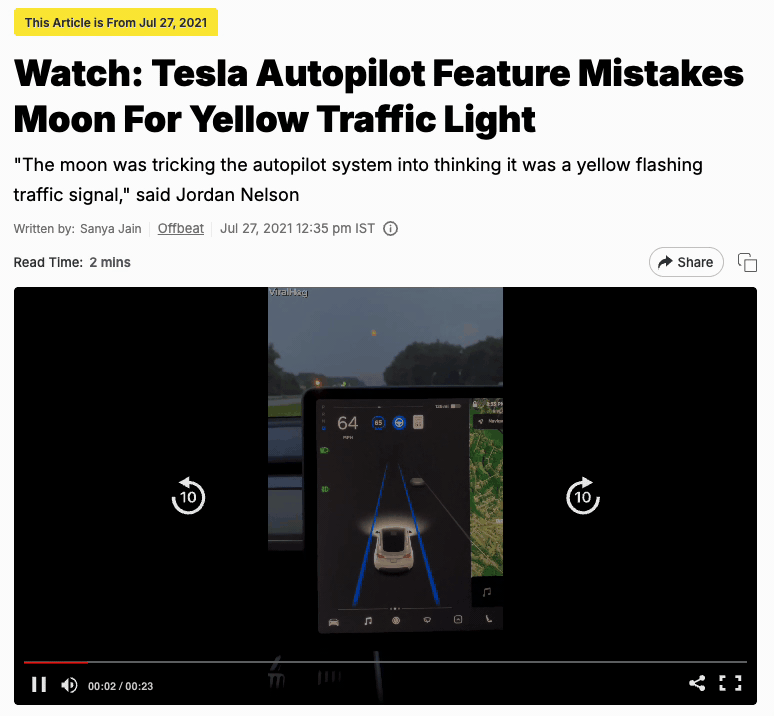 This Article is From Jul 27, 2021
Watch: Tesla Autopilot Feature Mistakes
Moon For Yellow Traffic Light
"The moon was tricking the autopilot system into thinking it was a yellow flashing
traffic signal," said Jordan Nelson
Written by: Sanya Jain Offbeat Jul 27, 2021 12:35 pm IST
Read Time: 2 mins
Share
ViralHog
64
65
MPH
10
10
00:02 / 00:23